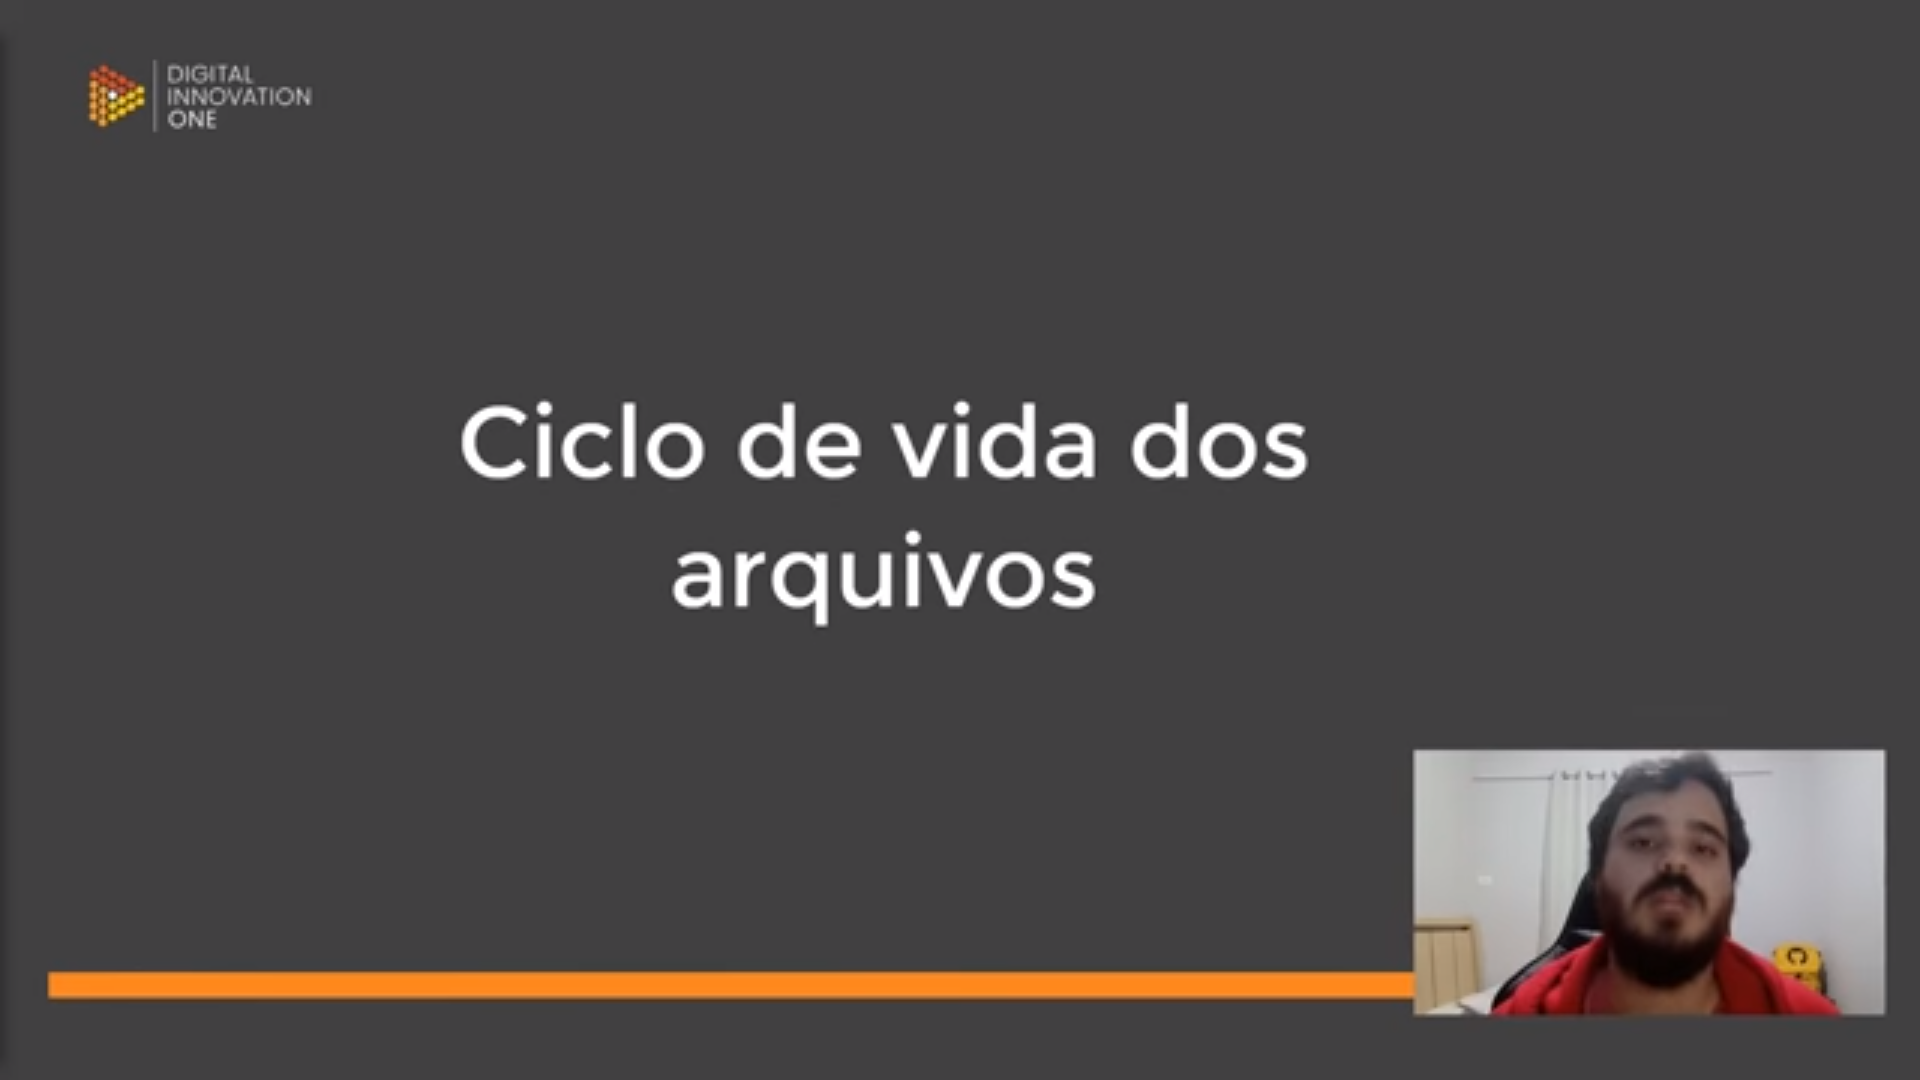 DIGITAL
INNOVATION
ONE
Ciclo de vida dos
arquivos